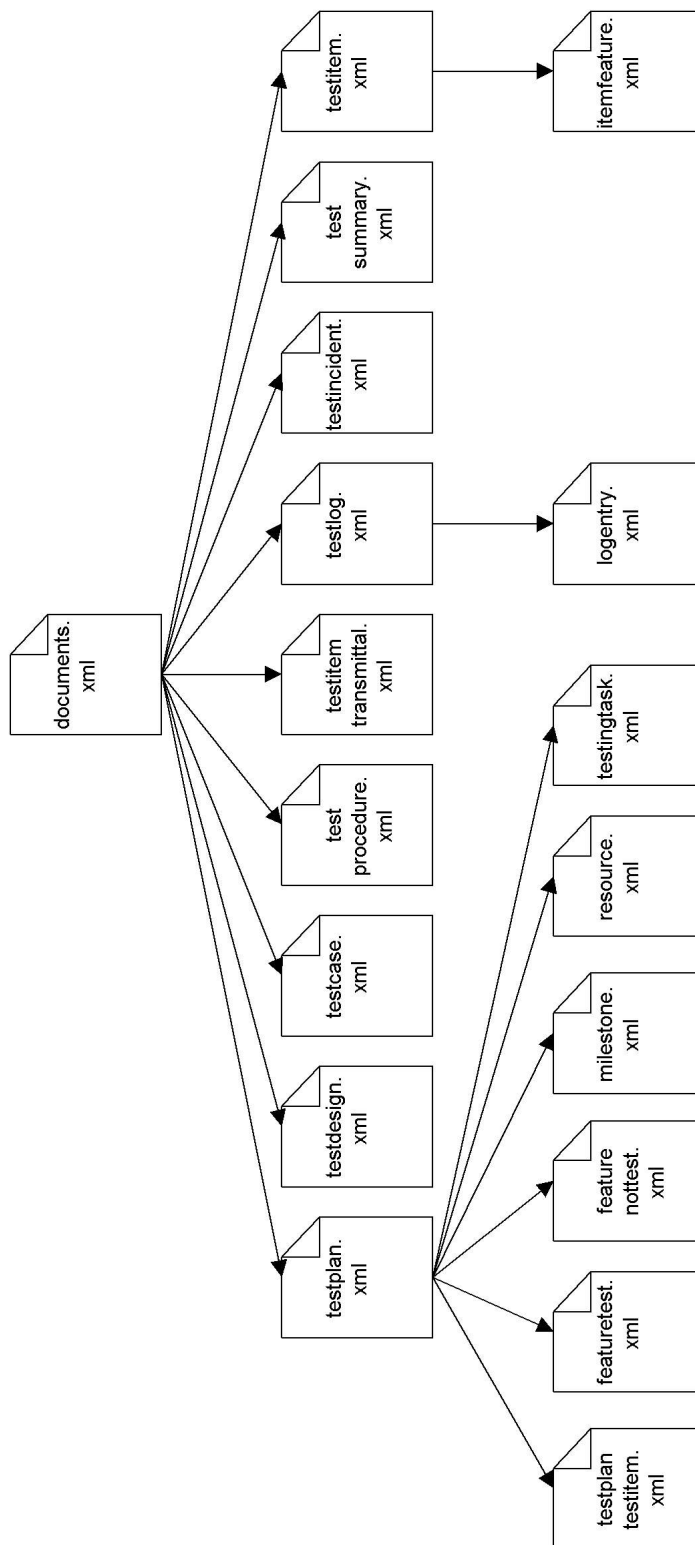 documents.
xml
testplan.
xml
testdesign.
xml
testcase.
xml
test
procedure.
xml
testitem
transmittal.
xml
testlog.
xml
testincident.
xml
test
summary.
xml
testitem.
xml
testplan
testitem.
xml
featuretest.
xml
feature
nottest.
xml
milestone.
xml
resource.
xml
testingtask.
xml
logentry.
xml
itemfeature.
xml